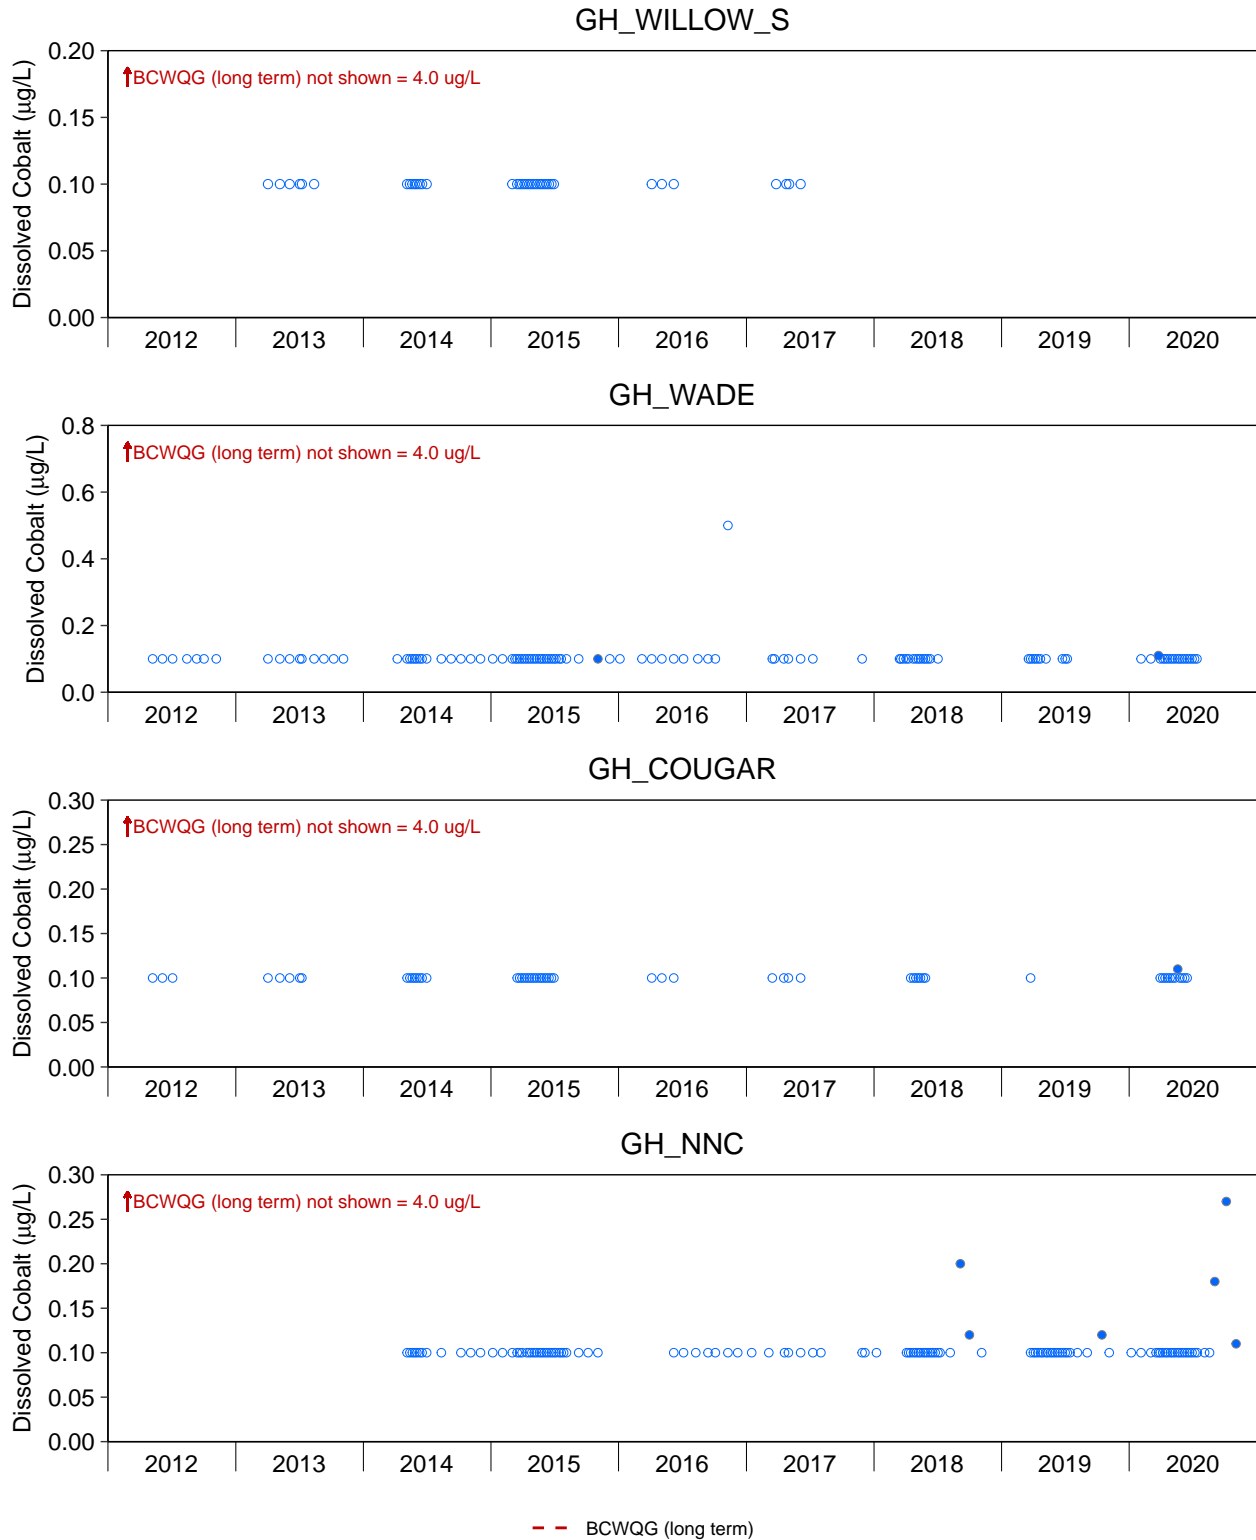 GH_WILLOW_S
Dissolved Cobalt (µg/L)
0.20
0.15
0.10
0.05
0.00
BCWQG (long term) not shown = 4.0 ug/L
2012 2013 2014 2015 2016 2017 2018 2019 2020
GH_WADE
Dissolved Cobalt (µg/L)
0.8
0.6
0.4
0.2
0.0
BCWQG (long term) not shown = 4.0 ug/L
2012 2013 2014 2015 2016 2017 2018 2019 2020
GH_COUGAR
Dissolved Cobalt (µg/L)
0.30
0.25
0.20
0.15
0.10
0.05
0.00
BCWQG (long term) not shown = 4.0 ug/L
2012 2013 2014 2015 2016 2017 2018 2019 2020
GH_NNC
Dissolved Cobalt (µg/L)
0.30
0.25
0.20
0.15
0.10
0.05
0.00
BCWQG (long term) not shown = 4.0 ug/L
2012 2013 2014 2015 2016 2017 2018 2019 2020
BCWQG (long term)